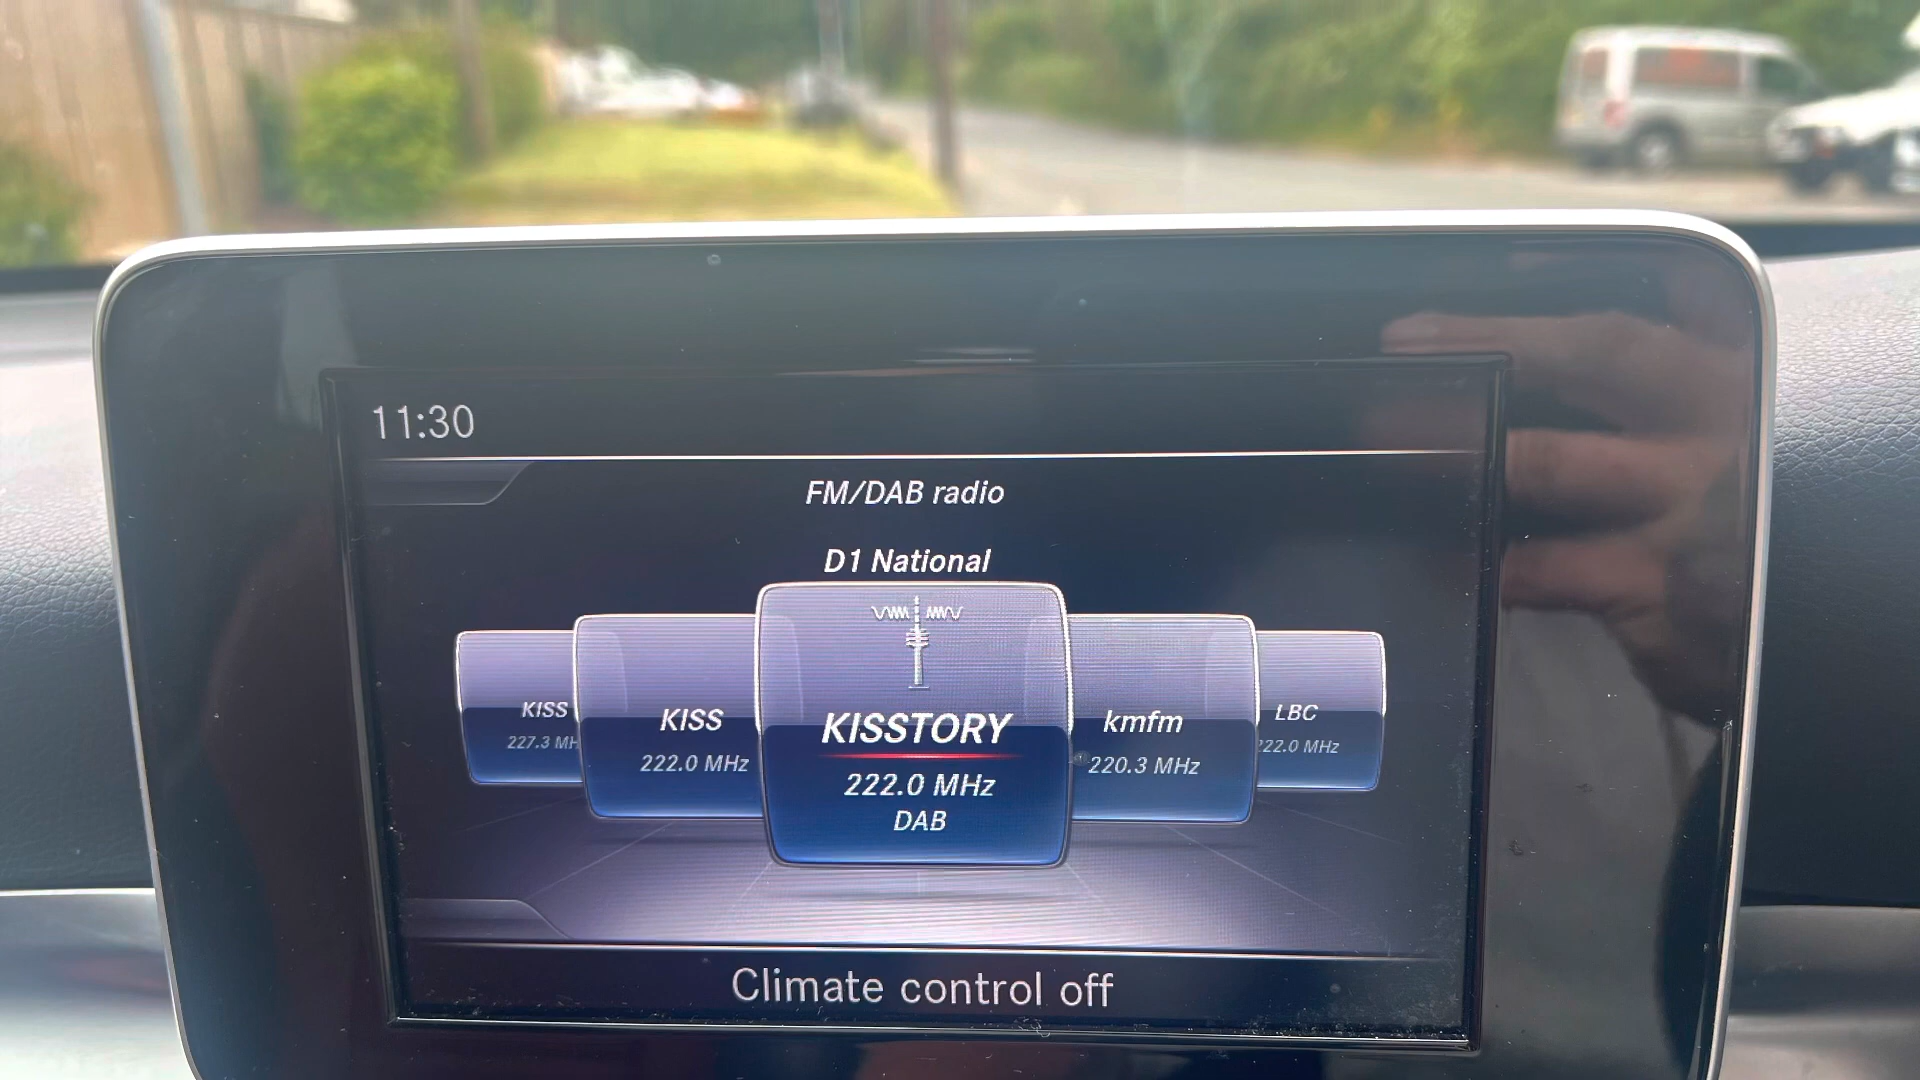 11:30
FM/DAB radio
D1 National
KISS
227.3 MH
KISS
222.0 MHz
KISSTORY
222.0 MHz
DAB
kmfm
220.3 MHz
LBC
222.0 MHz
Climate control off